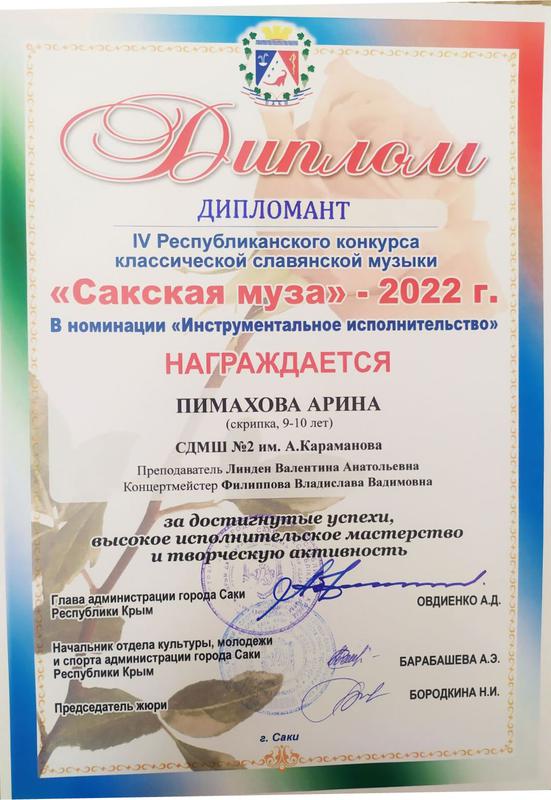 Диплом
ДИПЛОМАНТ
IV Республиканского конкурса
классической славянской музыки
«Сакская муза» - 2022 г.
В номинации «Инструментальное исполнительство»
НАГРАЖДАЕТСЯ
ПИМАХОВА АРИНА
(скрипка, 9-10 лет)
СДМШ №2 им. А.Караманова
Преподаватель Линден Валентина Анатольевна
Концертмейстер Филиппова Владислава Вадимовна
за достигнутые успехи,
высокое исполнительское мастерство
и творческую активность
Глава администрации города Саки
Республики Крым
ОВДИЕНКО А.Д.
Начальник отдела культуры, молодежи
и спорта администрации города Саки
Республики Крым
БАРАБАШЕВА А.Э.
Председатель жюри
БОРОДКИНА Н.И.
г. Саки